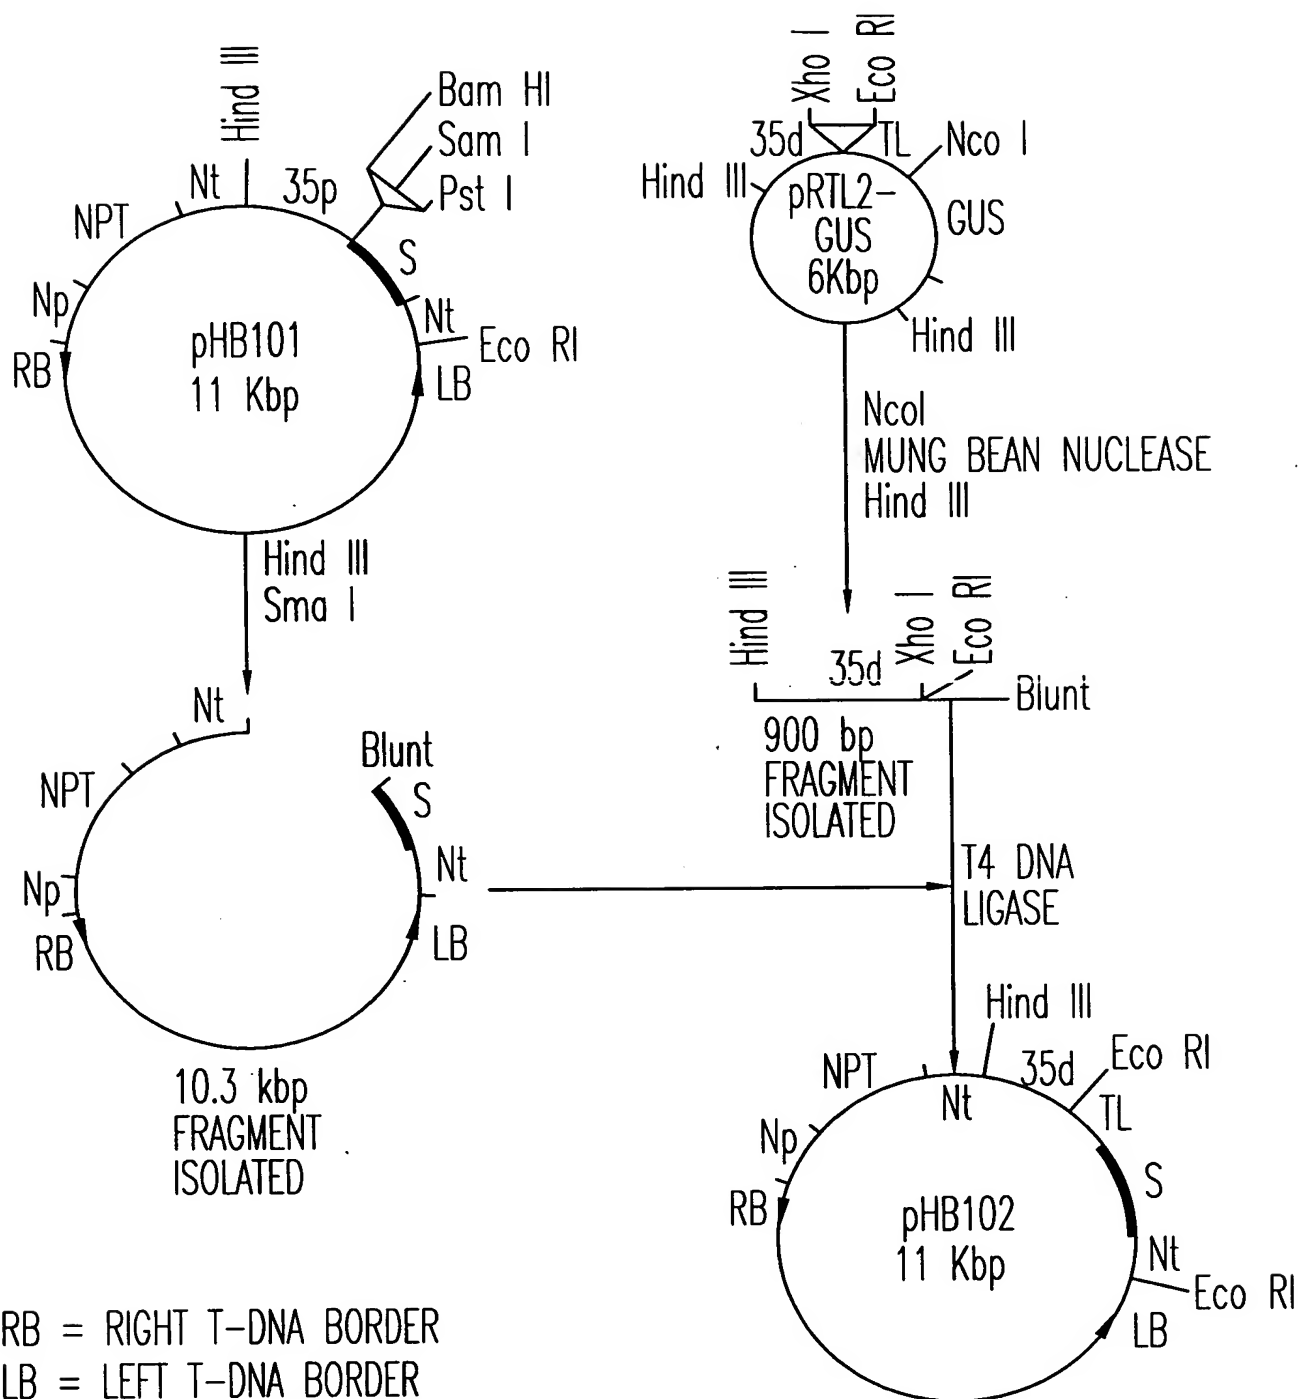 Hind III
Bam HI
Sam I
Pst I
Nt
35p
NPT
S
Np
Nt
Eco RI
RB
LB
pHB101
11 Kbp
Hind III
Sma I
Xho I
Eco RI
35d
TL
Nco I
Hind III
pRTL2-
GUS
6Kbp
GUS
Hind III
NcoI
MUNG BEAN NUCLEASE
Hind III
Hind III
35d
Xho I
Eco RI
Blunt
900 bp
FRAGMENT
ISOLATED
Nt
Blunt
NPT
S
Np
Nt
RB
LB
10.3 kbp
FRAGMENT
ISOLATED
T4 DNA
LIGASE
Hind III
NPT
Nt
35d
Eco RI
TL
Np
S
RB
pHB102
11 Kbp
Nt
Eco RI
LB
RB = RIGHT T-DNA BORDER
LB = LEFT T-DNA BORDER